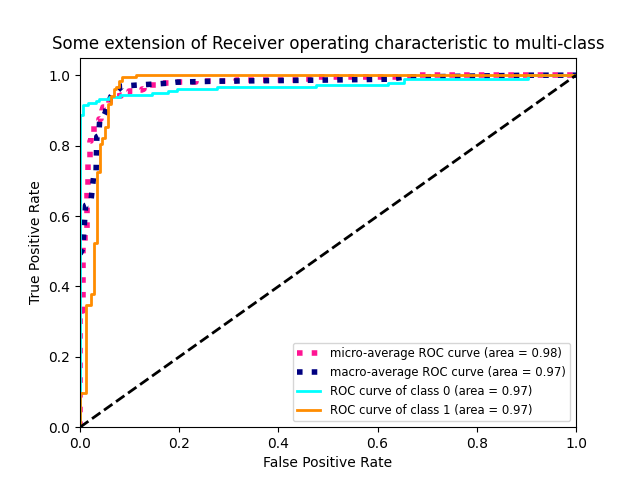 Some extension of Receiver operating characteristic to multi-class
1.0
0.8
0.6
0.4
0.2
0.0
True Positive Rate
micro-average ROC curve (area = 0.98)
macro-average ROC curve (area = 0.97)
ROC curve of class 0 (area = 0.97)
ROC curve of class 1 (area = 0.97)
0.0 0.2 0.4 0.6 0.8 1.0
False Positive Rate